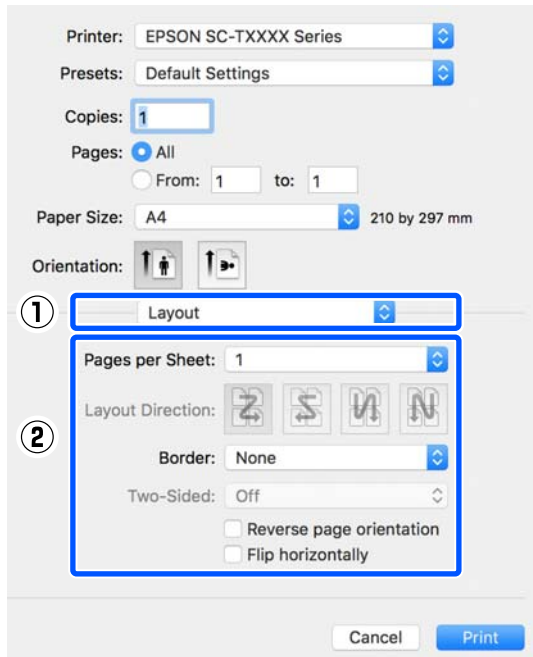 Printer: EPSON SC-TXXXX Series
Presets: Default Settings
Copies: 1
Pages: All
From: 1 to: 1
Paper Size: A4 210 by 297 mm
Orientation:
① Layout
Pages per Sheet: 1
Layout Direction:
②
Border: None
Two-Sided: Off
Reverse page orientation
Flip horizontally
Cancel Print